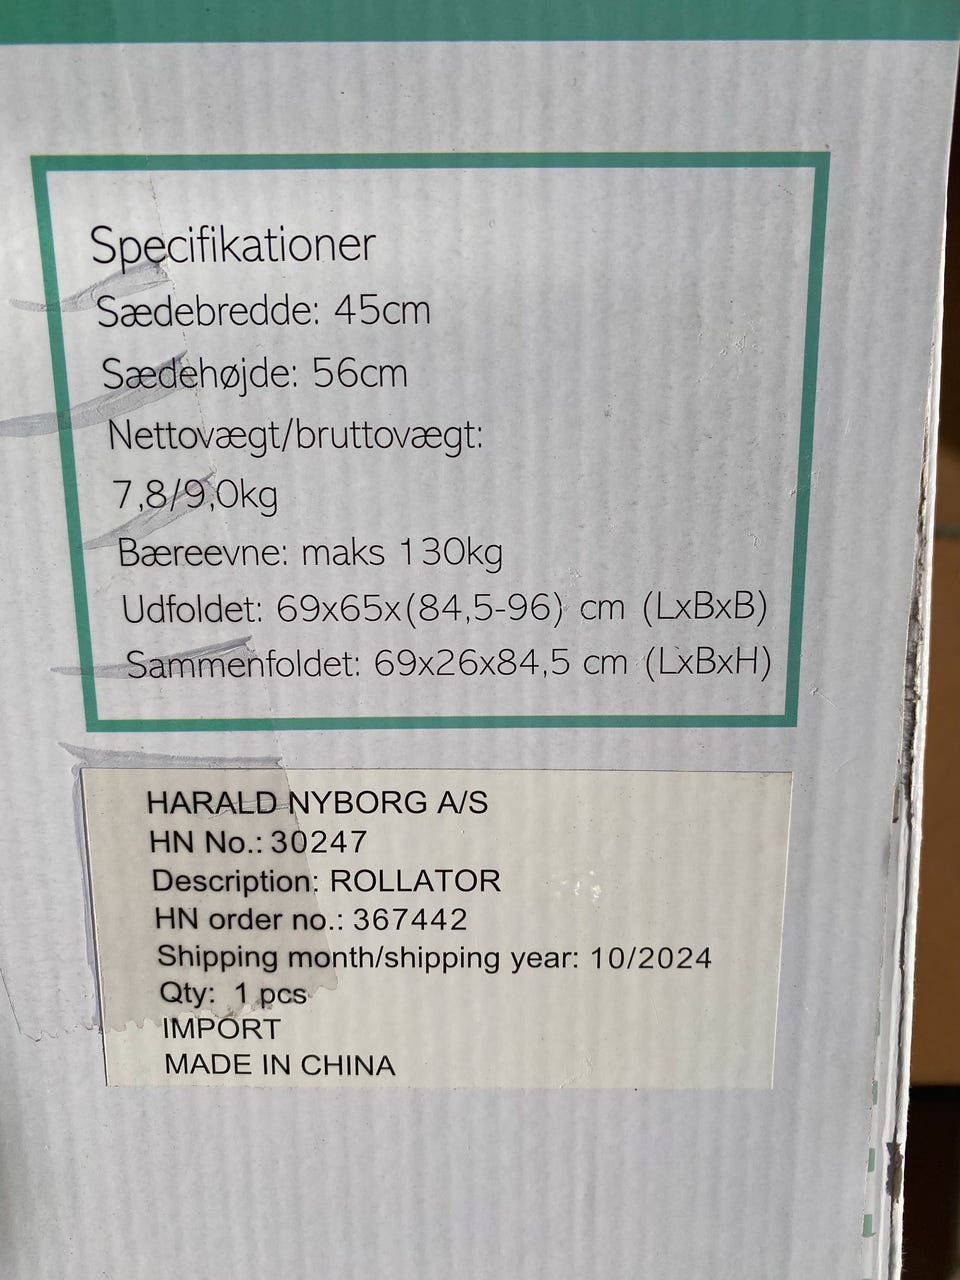 Specifikationer
Sædebredde: 45cm
Sædehøjde: 56cm
Nettovægt/bruttovægt:
7,8/9,0kg
Bæreevne: maks 130kg
Udfoldet: 69x65x(84,5-96) cm (LxBxB)
Sammenfoldet: 69x26x84,5 cm (LxBxH)
HARALD NYBORG A/S
HN No.: 30247
Description: ROLLATOR
HN order no.: 367442
Shipping month/shipping year: 10/2024
Qty: 1 pcs
IMPORT
MADE IN CHINA